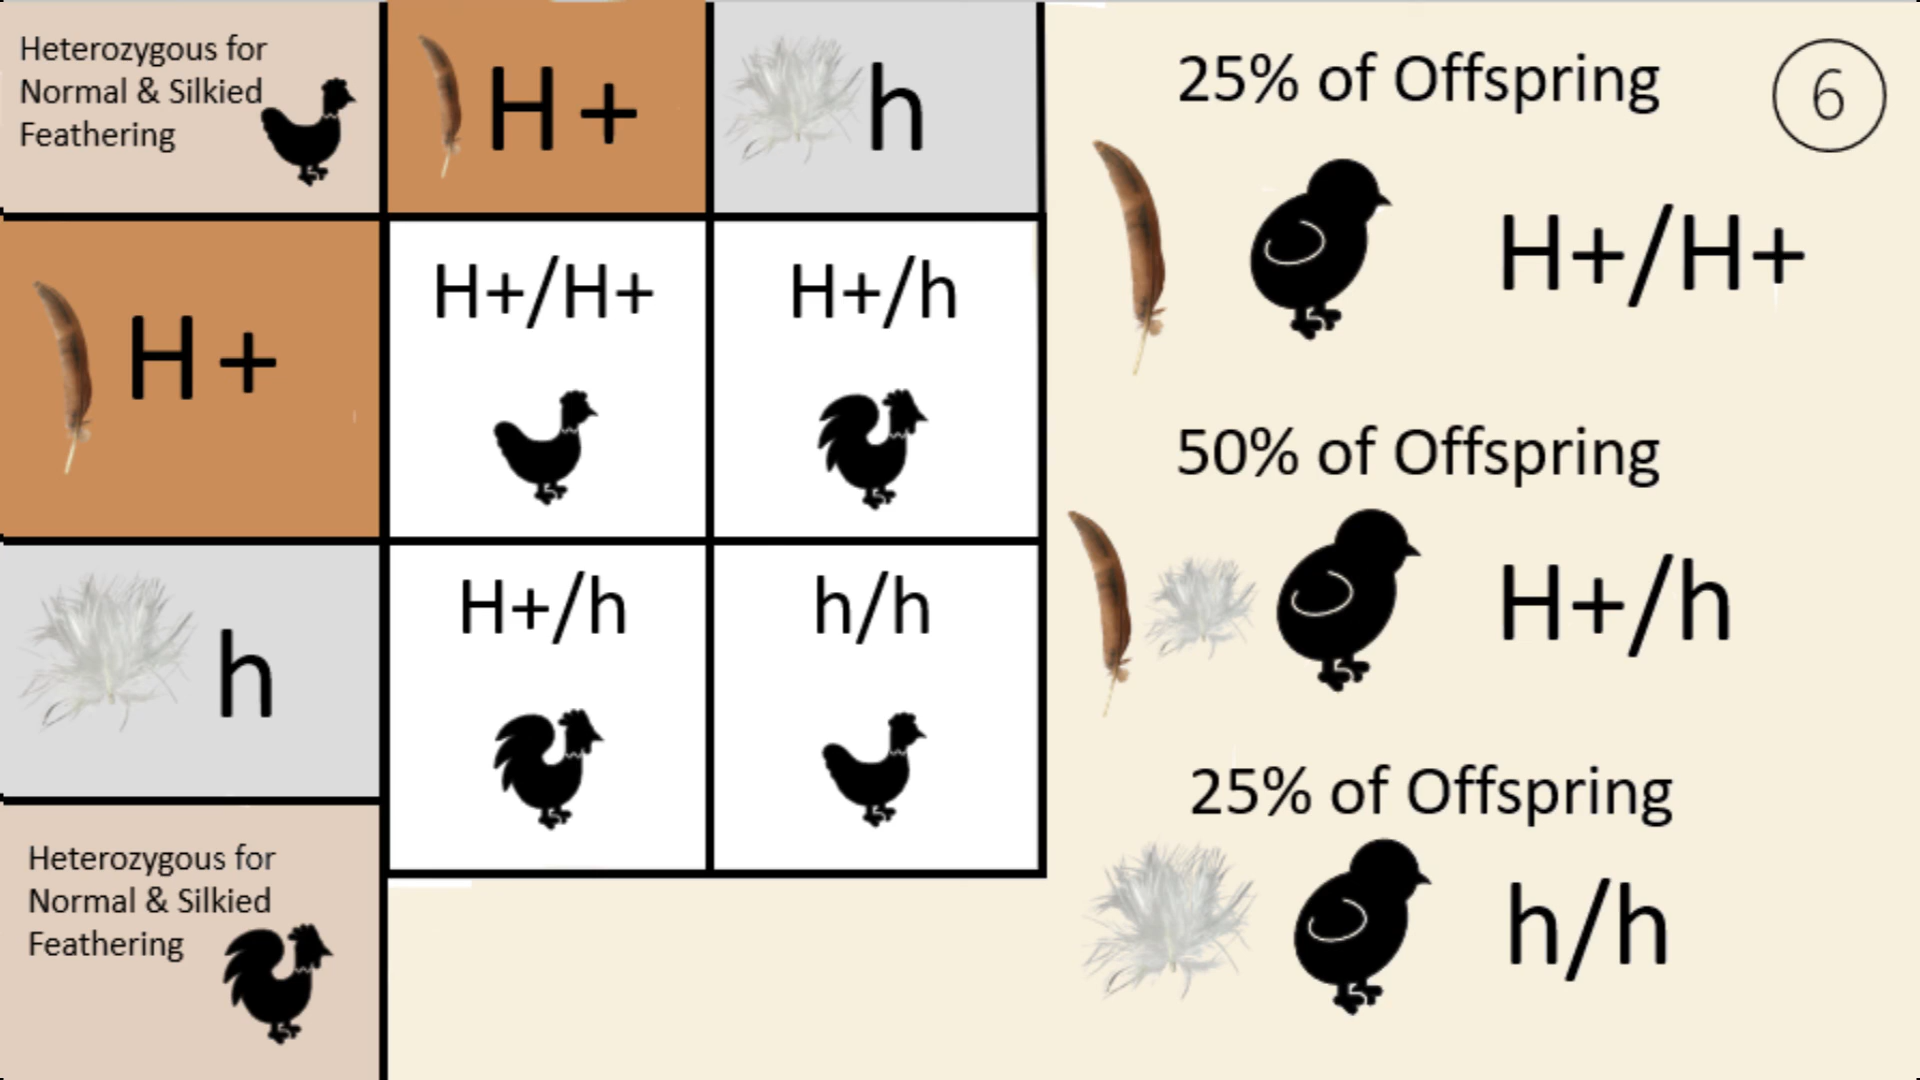 Heterozygous for
Normal & Silkied
Feathering
H +
h
H +
h
H+/H+
H+/h
H+/h
h/h
Heterozygous for
Normal & Silkied
Feathering
25% of Offspring
6
H+/H+
50% of Offspring
H+/h
25% of Offspring
h/h